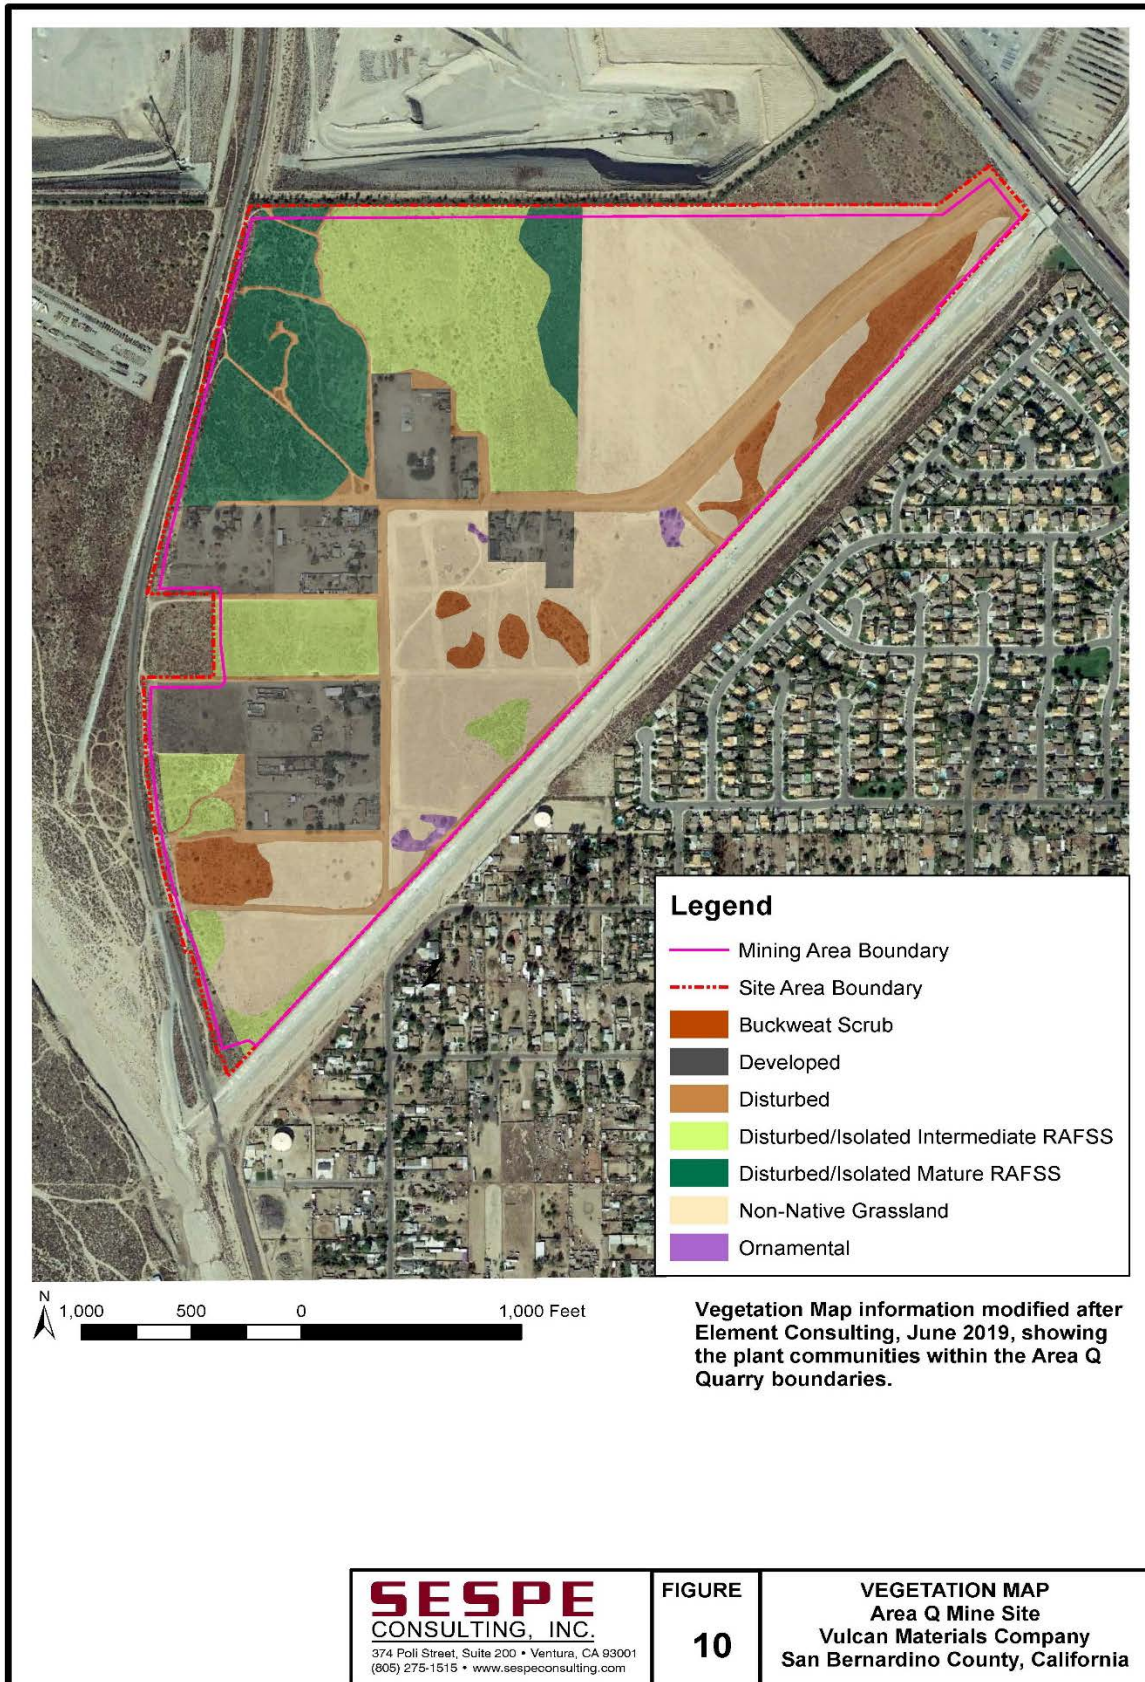 Legend
Mining Area Boundary
Site Area Boundary
Buckweat Scrub
Developed
Disturbed
Disturbed/Isolated Intermediate RAFSS
Disturbed/Isolated Mature RAFSS
Non-Native Grassland
Ornamental
N
1,000 500 0 1,000 Feet
Vegetation Map information modified after
Element Consulting, June 2019, showing
the plant communities within the Area Q
Quarry boundaries.
SESPE
CONSULTING, INC.
374 Poli Street, Suite 200 • Ventura, CA 93001
(805) 275-1515 • www.sespeconsulting.com
FIGURE
10
VEGETATION MAP
Area Q Mine Site
Vulcan Materials Company
San Bernardino County, California